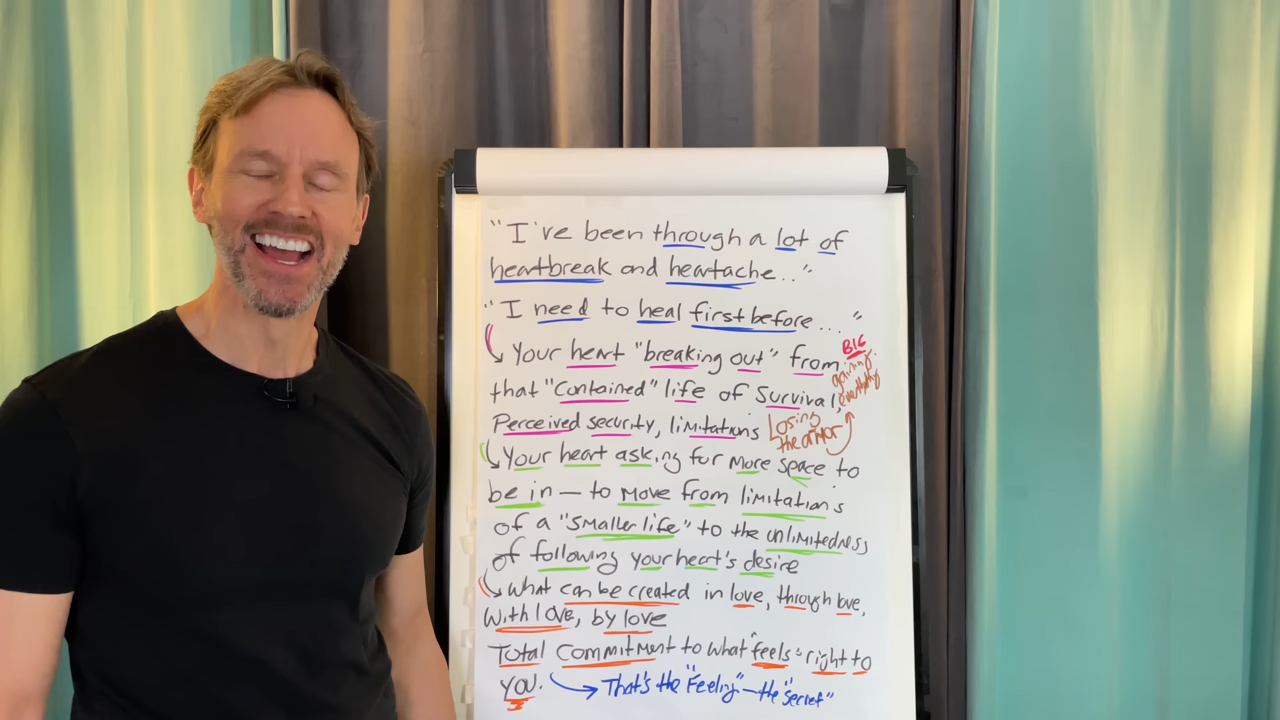 "I've been through a lot of
heartbreak and heartache..."
"I need to heal first before..."
Your heart "breaking out" from BIG
that "Contained" life of Survival, gaining everything
Perceived security, limitations Losing the armor
Your heart asking for more space to
be in — to move from limitation's
of a "smaller life" to the unlimitedness
of following your heart's desire
What can be created in love, through love,
With love, by love
Total Commitment to what "feels" right to
YOU.
That's the "Feeling" — the "secret"